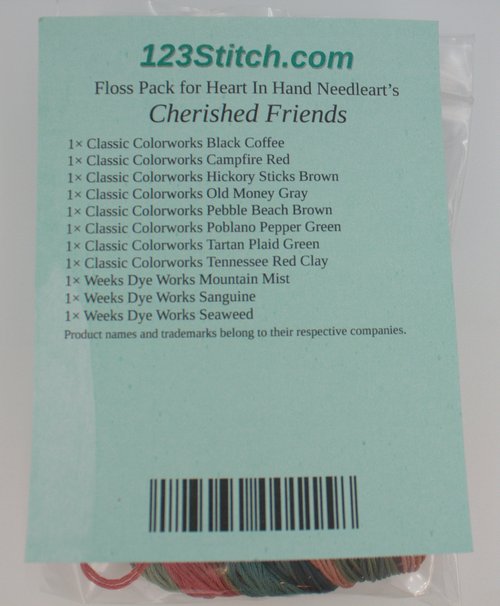 123Stitch.com
Floss Pack for Heart In Hand Needleart's
Cherished Friends
1× Classic Colorworks Black Coffee
1× Classic Colorworks Campfire Red
1× Classic Colorworks Hickory Sticks Brown
1× Classic Colorworks Old Money Gray
1× Classic Colorworks Pebble Beach Brown
1× Classic Colorworks Poblano Pepper Green
1× Classic Colorworks Tartan Plaid Green
1× Classic Colorworks Tennessee Red Clay
1× Weeks Dye Works Mountain Mist
1× Weeks Dye Works Sanguine
1× Weeks Dye Works Seaweed
Product names and trademarks belong to their respective companies.